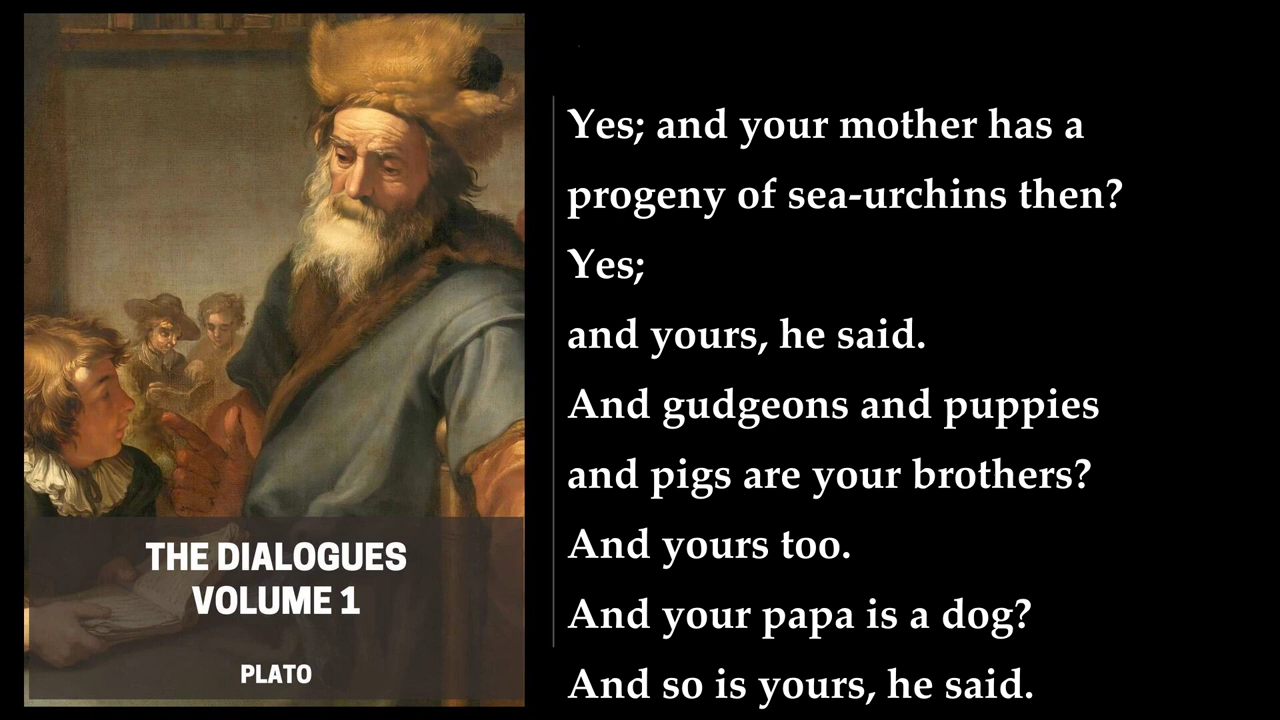 THE DIALOGUES
VOLUME 1
PLATO
Yes; and your mother has a
progeny of sea-urchins then?
Yes;
and yours, he said.
And gudgeons and puppies
and pigs are your brothers?
And yours too.
And your papa is a dog?
And so is yours, he said.